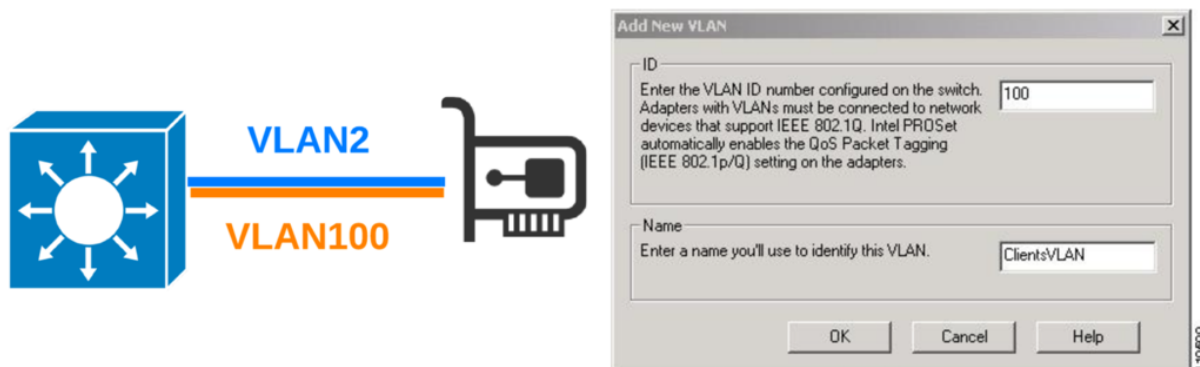 VLAN2
VLAN100
Add New VLAN
ID
Enter the VLAN ID number configured on the switch.
Adapters with VLANs must be connected to network
devices that support IEEE 802.1Q. Intel PROSet
automatically enables the QoS Packet Tagging
(IEEE 802.1p/Q) setting on the adapters.
100
Name
Enter a name you'll use to identify this VLAN.
ClientsVLAN
OK
Cancel
Help